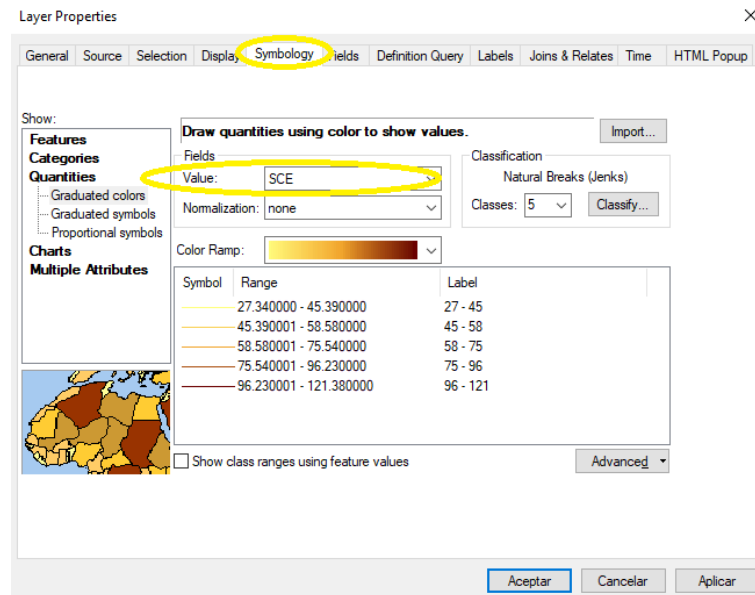 Layer Properties
General Source Selection Display Symbology Fields Definition Query Labels Joins & Relates Time HTML Popup
Show:
Features
Categories
Quantities
Graduated colors
Graduated symbols
Proportional symbols
Charts
Multiple Attributes
Draw quantities using color to show values.
Import...
Fields
Value: SCE
Normalization: none
Classification
Natural Breaks (Jenks)
Classes: 5 Classify...
Color Ramp:
Symbol Range Label
27.340000 - 45.390000 27 - 45
45.390001 - 58.580000 45 - 58
58.580001 - 75.540000 58 - 75
75.540001 - 96.230000 75 - 96
96.230001 - 121.380000 96 - 121
Show class ranges using feature values
Advanced
Aceptar Cancelar Aplicar